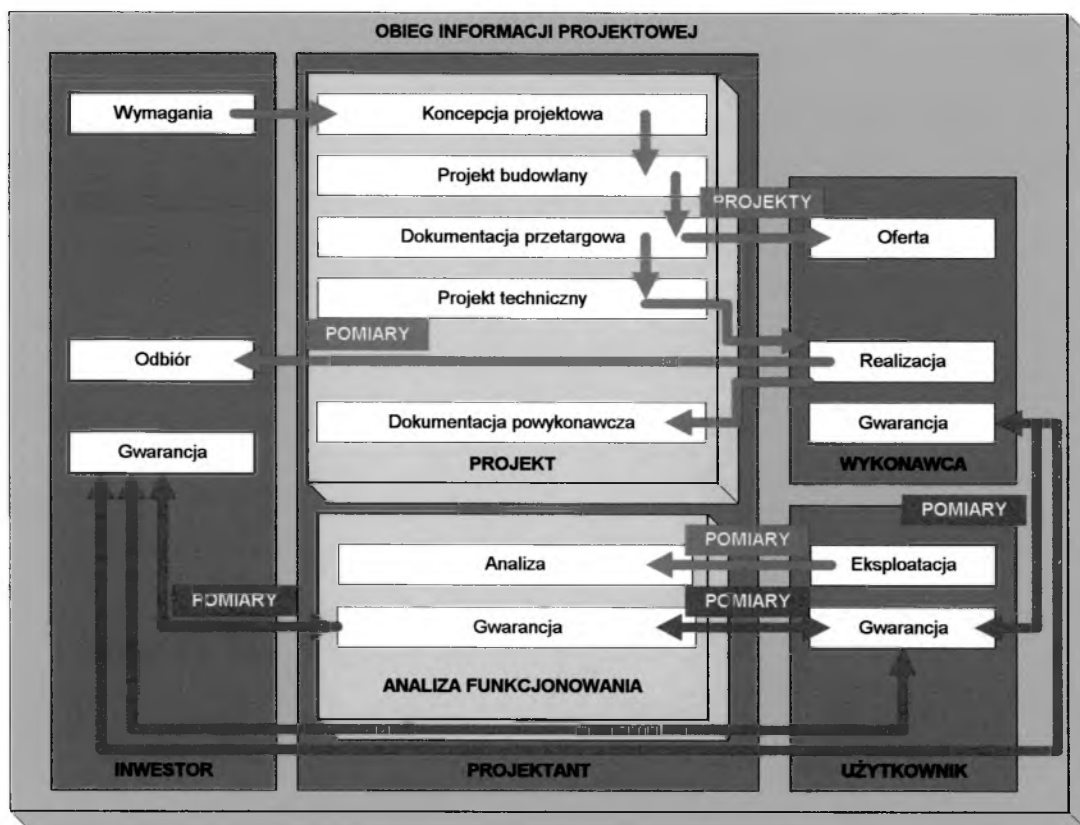 OBIEG INFORMACJI PROJEKTOWEJ
Wymagania
Koncepcja projektowa
Projekt budowlany
PROJEKTY
Dokumentacja przetargowa
Oferta
Projekt techniczny
POMIARY
Odbiór
Realizacja
Dokumentacja powykonawcza
Gwarancja
Gwarancja
PROJEKT
WYKONAWCA
POMIARY
POMIARY
Analiza
Eksploatacja
POMIARY
POMIARY
Gwarancja
Gwarancja
ANALIZA FUNKCJONOWANIA
INWESTOR
PROJEKTANT
UŻYTKOWNIK